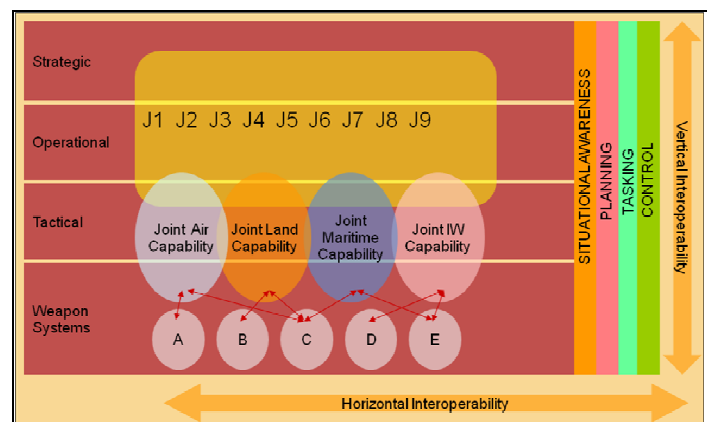 Strategic
J1 J2 J3 J4 J5 J6 J7 J8 J9
Operational
Tactical
Joint Air
Capability
Joint Land
Capability
Joint
Maritime
Capability
Joint IW
Capability
Weapon
Systems
A
B
C
D
E
SITUATIONAL AWARENESS
PLANNING
TASKING
CONTROL
Vertical Interoperability
Horizontal Interoperability